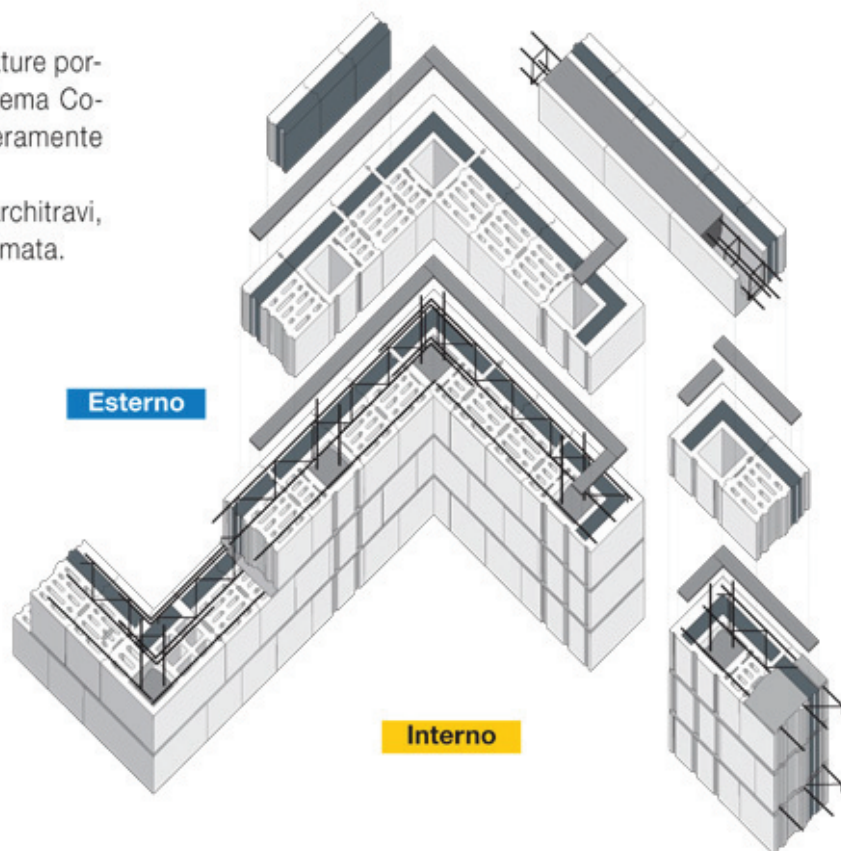 ture por-
ema Co-
eramente
rchitravi,
mata.
Esterno
Interno